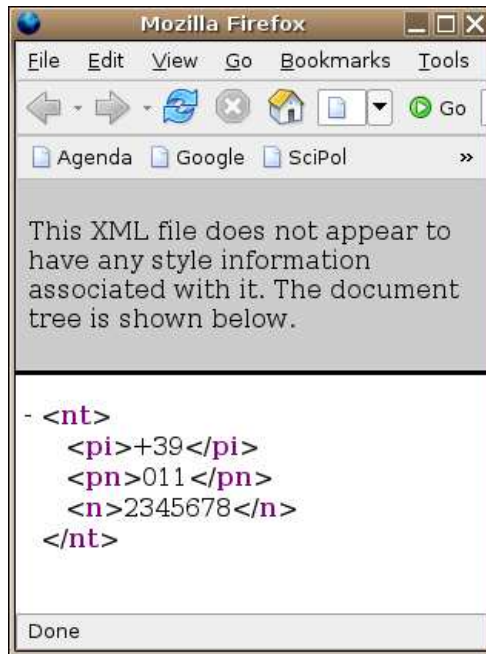 Mozilla Firefox
File Edit View Go Bookmarks Tools
Go
Agenda Google SciPol »
This XML file does not appear to
have any style information
associated with it. The document
tree is shown below.
- <nt>
<pi>+39</pi>
<pn>011</pn>
<n>2345678</n>
</nt>
Done